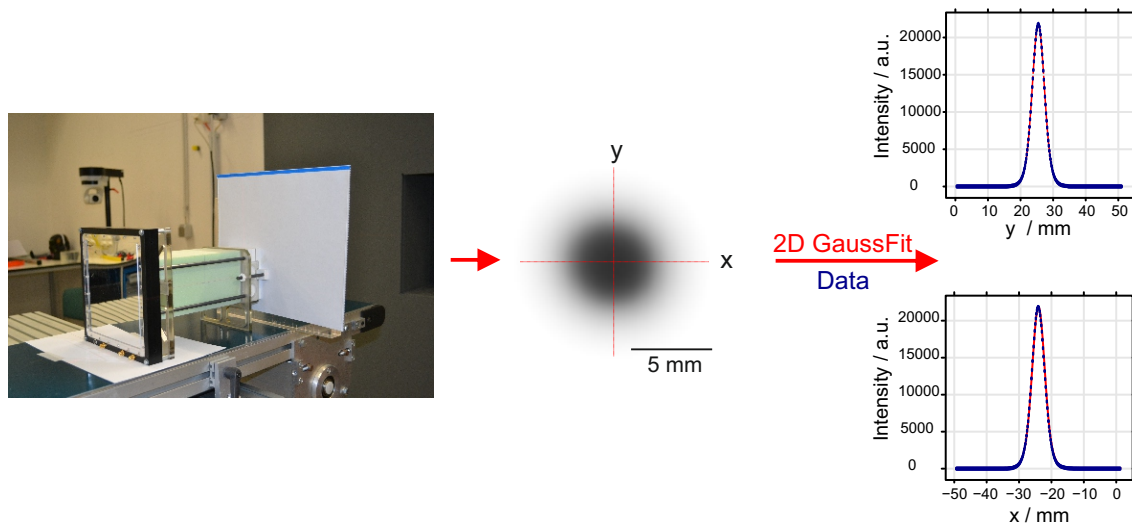 y
x
5 mm
2D GaussFit
Data
Intensity / a.u.
20000
15000
10000
5000
0
0 10 20 30 40 50
y / mm
Intensity / a.u.
20000
15000
10000
5000
0
−50 −40 −30 −20 −10 0
x / mm